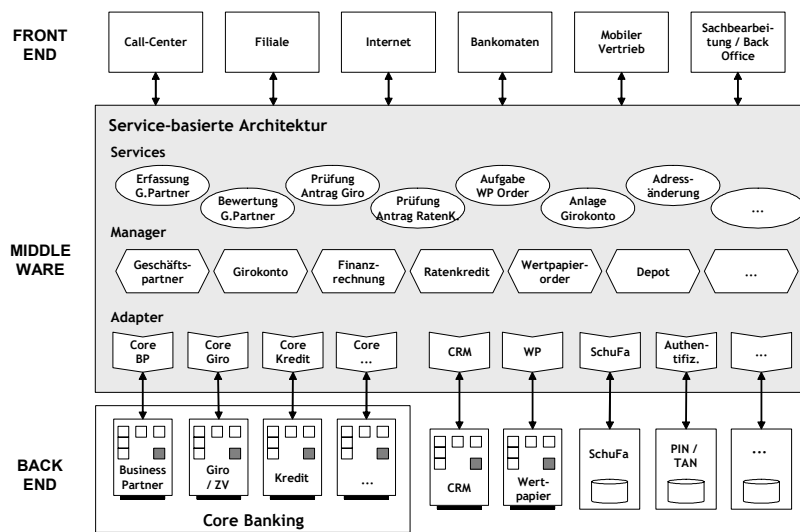 FRONT
END
Call-Center
Filiale
Internet
Bankomaten
Mobiler
Vertrieb
Sachbearbei-
tung / Back
Office
MIDDLE
WARE
Service-basierte Architektur
Services
Erfassung
G.Partner
Bewertung
G.Partner
Prüfung
Antrag Giro
Prüfung
Antrag RatenK.
Aufgabe
WP Order
Anlage
Girokonto
Adress-
änderung
...
Manager
Geschäfts-
partner
Girokonto
Finanz-
rechnung
Ratenkredit
Wertpapier-
order
Depot
...
Adapter
Core
BP
Core
Giro
Core
Kredit
Core
...
CRM
WP
SchuFa
Authen-
tifiz.
...
BACK
END
Business
Partner
Giro
/ ZV
Kredit
...
Core Banking
CRM
Wert-
papier
SchuFa
PIN /
TAN
...